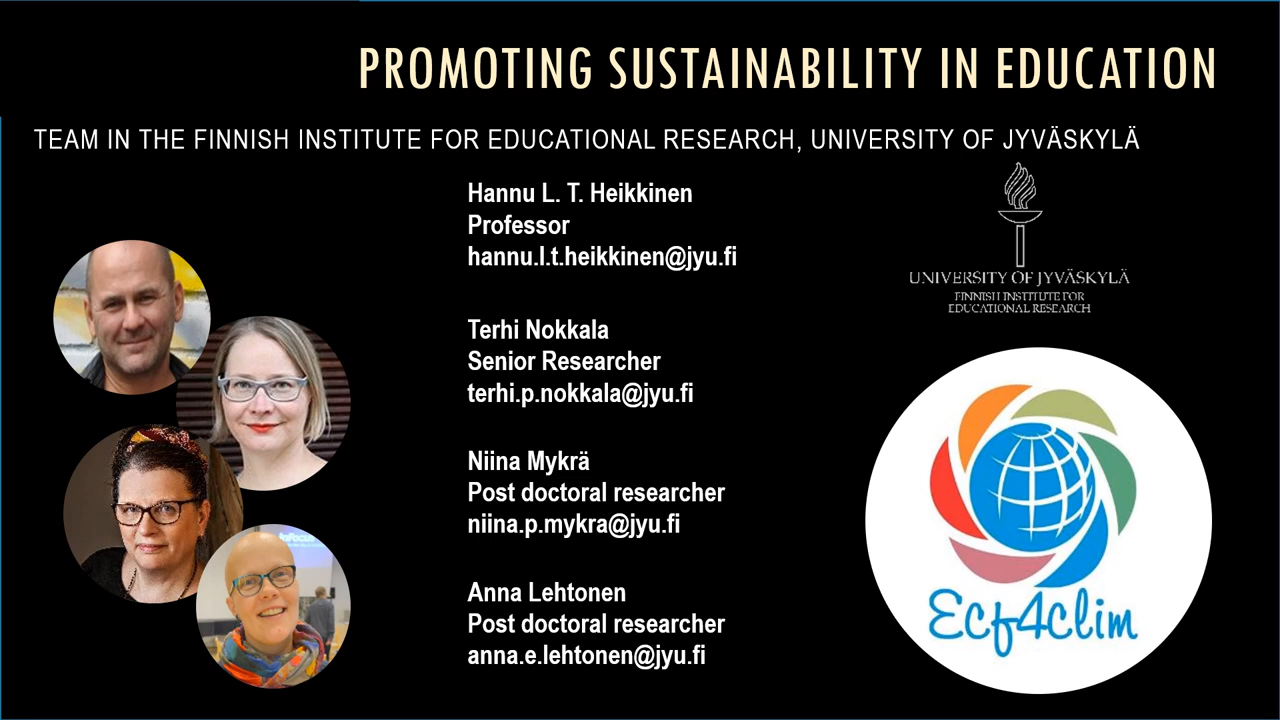 PROMOTING SUSTAINABILITY IN EDUCATION
TEAM IN THE FINNISH INSTITUTE FOR EDUCATIONAL RESEARCH, UNIVERSITY OF JYVÄSKYLÄ
Hannu L. T. Heikkinen
Professor
hannu.l.t.heikkinen@jyu.fi
Terhi Nokkala
Senior Researcher
terhi.p.nokkala@jyu.fi
Niina Mykrä
Post doctoral researcher
niina.p.mykra@jyu.fi
Anna Lehtonen
Post doctoral researcher
anna.e.lehtonen@jyu.fi
UNIVERSITY OF JYVÄSKYLÄ
FINNISH INSTITUTE FOR
EDUCATIONAL RESEARCH
Ecf4clim